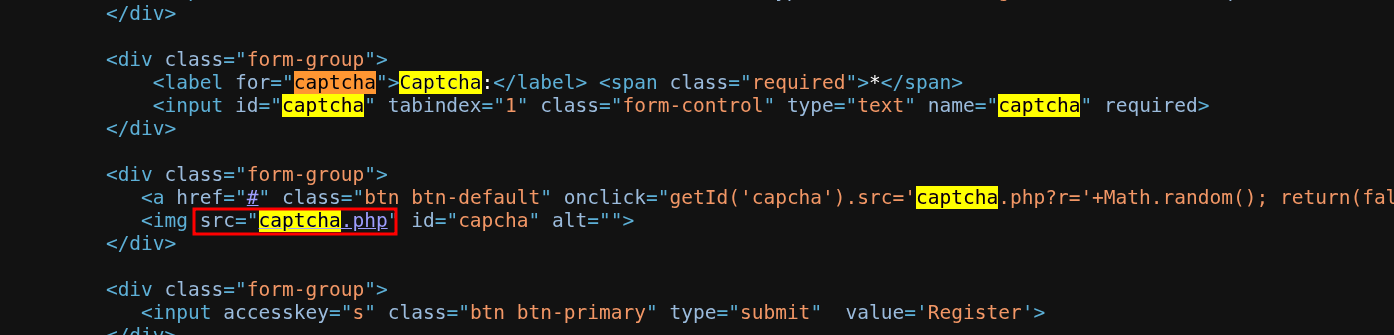 </div>
<div class="form-group">
<label for="captcha">Captcha:</label> <span class="required">*</span>
<input id="captcha" tabindex="1" class="form-control" type="text" name="captcha" required>
</div>
<div class="form-group">
<a href="#" class="btn btn-default" onclick="getId('capcha').src='captcha.php?r='+Math.random(); return(fal
<img src="captcha.php" id="capcha" alt="">
</div>
<div class="form-group">
<input accesskey="s" class="btn btn-primary" type="submit"  value='Register'>
</div>